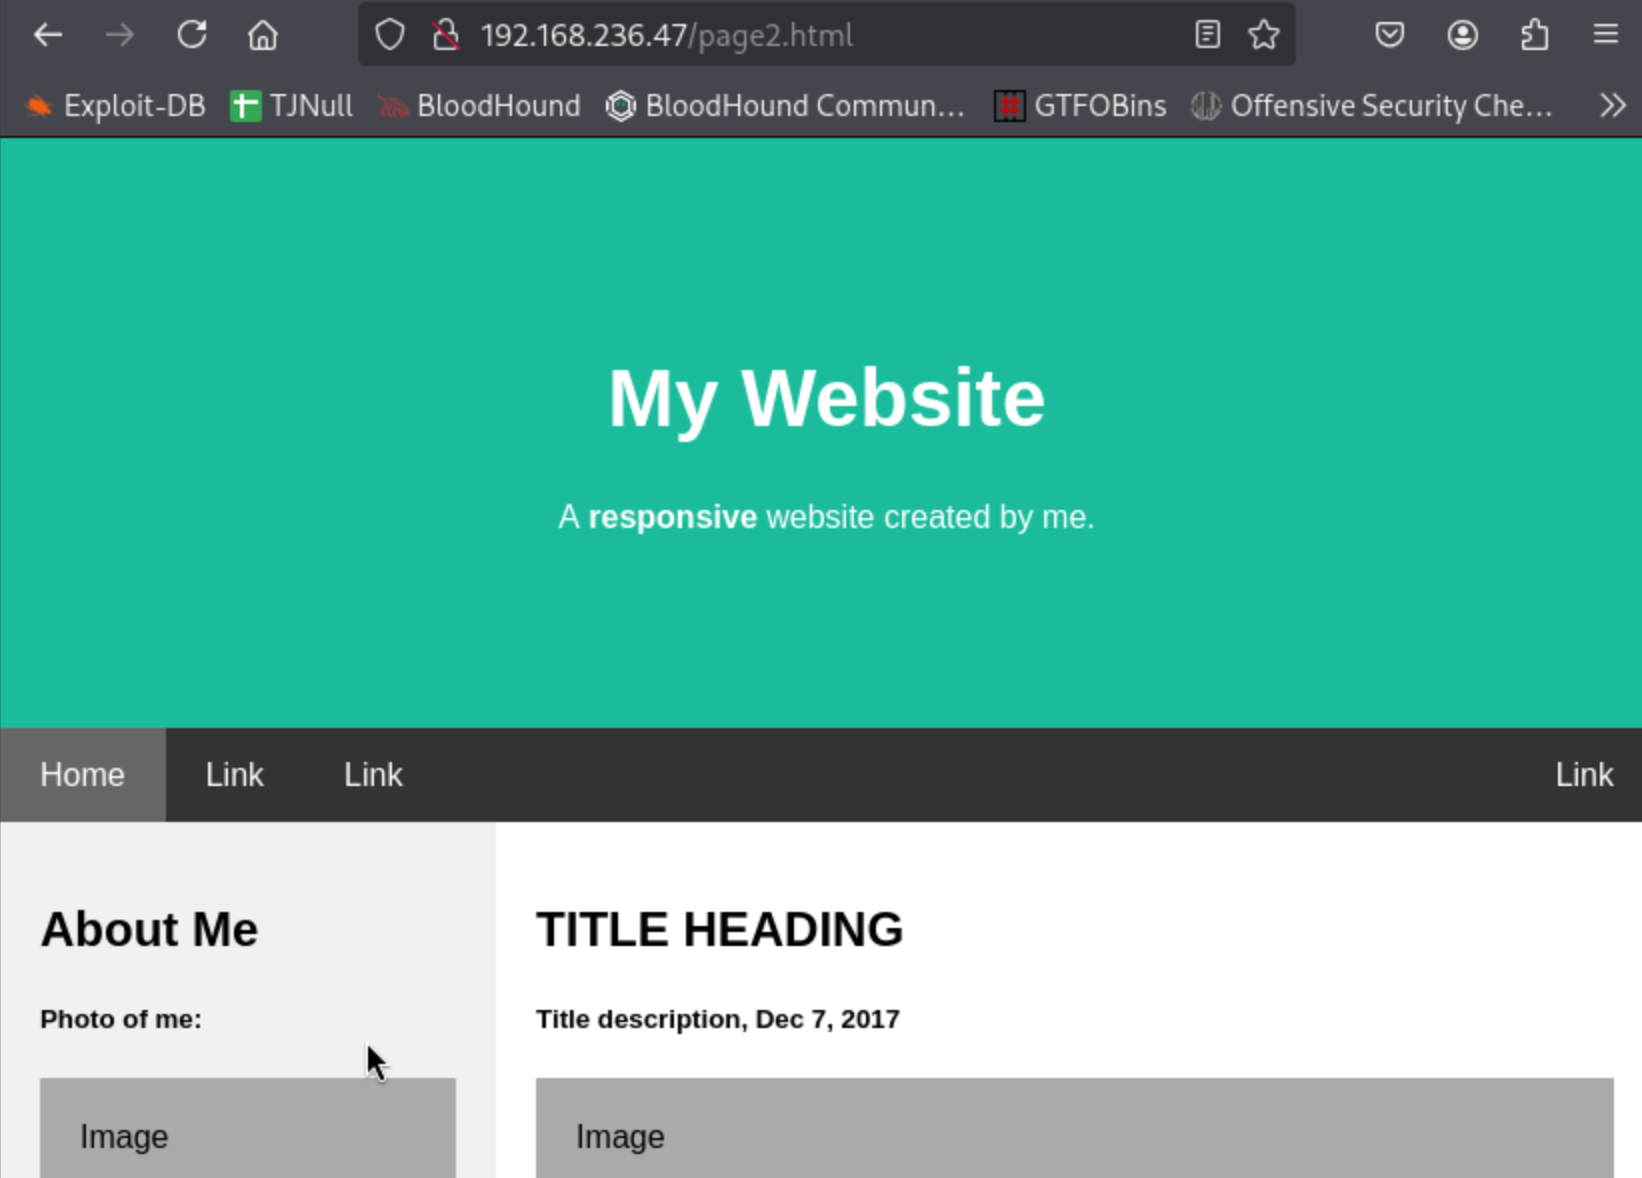 192.168.236.47/page2.html
Exploit-DB TJNull BloodHound BloodHound Commun… GTFOBins Offensive Security Che…
My Website
A responsive website created by me.
Home Link Link Link
About Me
Photo of me:
Image
TITLE HEADING
Title description, Dec 7, 2017
Image